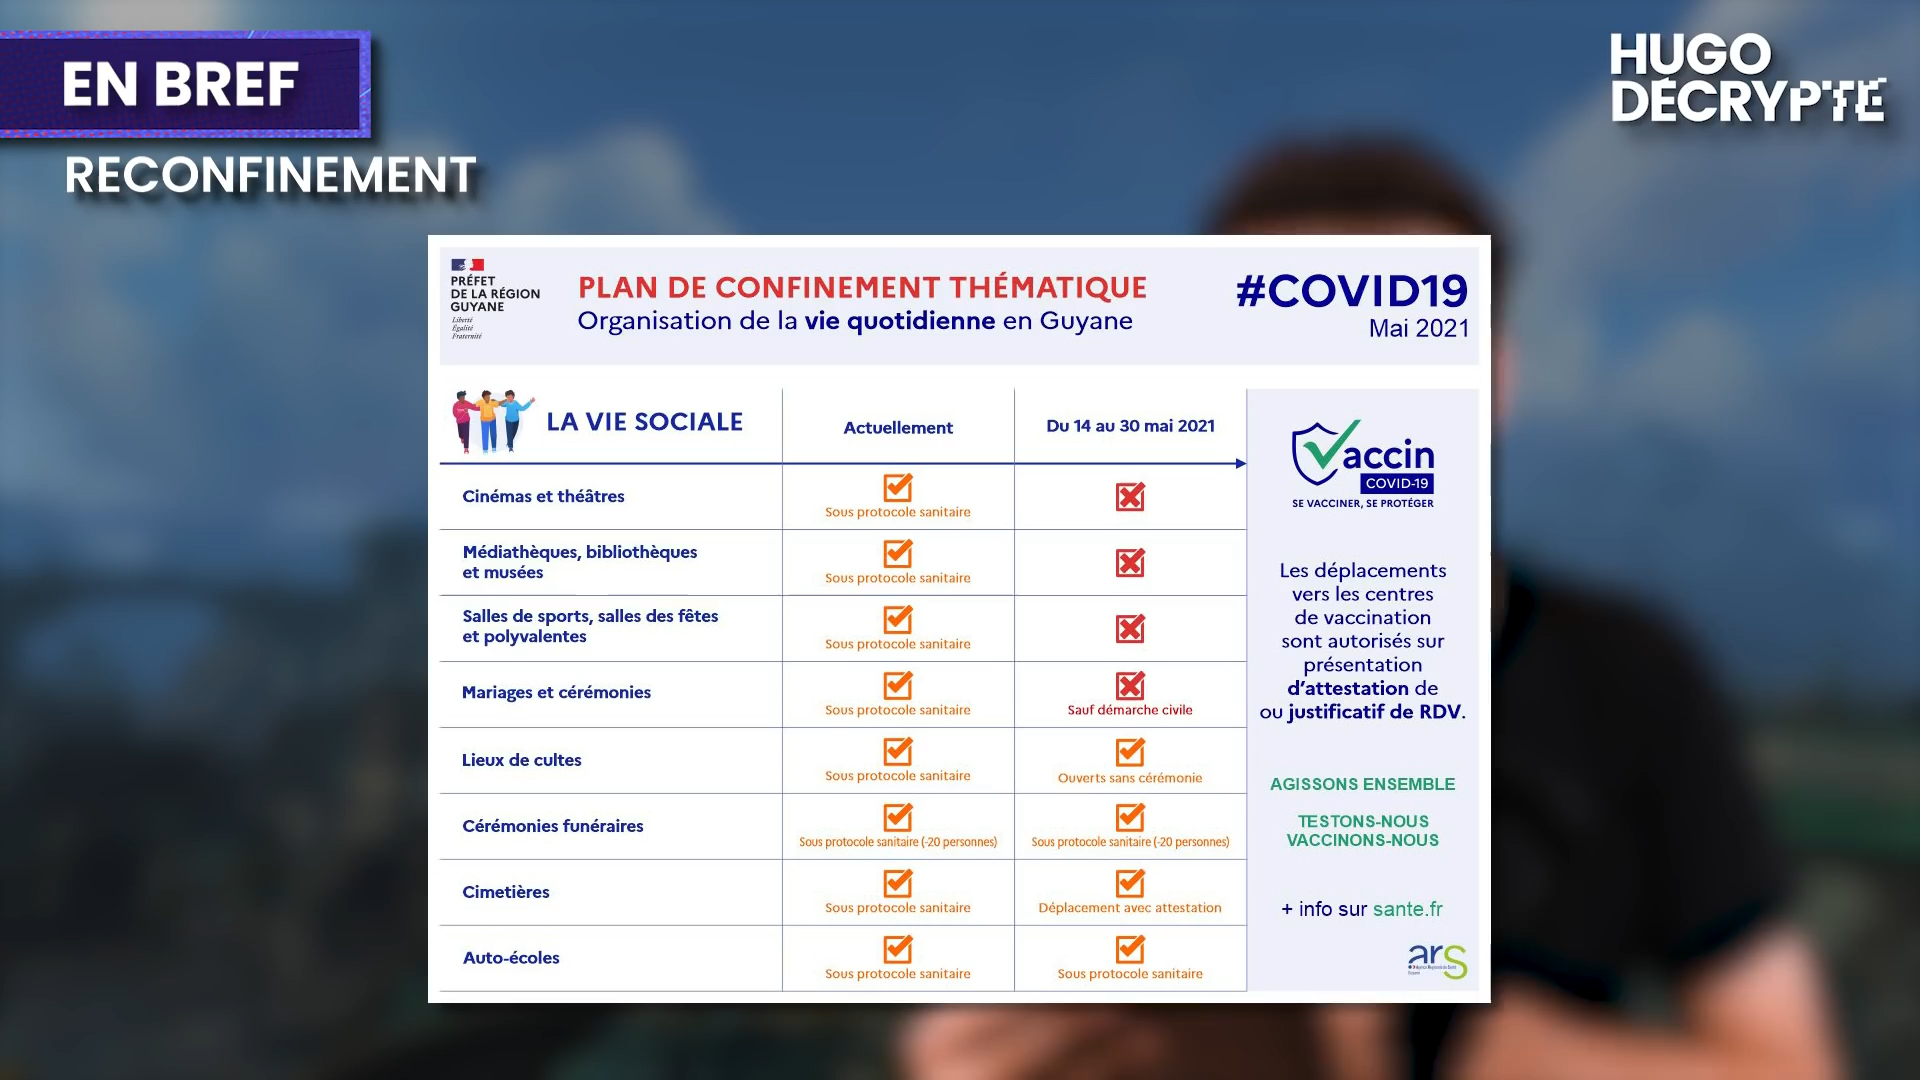 EN BREF
RECONFINEMENT
HUGO
DÉCRYPTE
PRÉFET
DE LA RÉGION
GUYANE
Liberté
Égalité
Fraternité
PLAN DE CONFINEMENT THÉMATIQUE
Organisation de la vie quotidienne en Guyane
#COVID19
Mai 2021
LA VIE SOCIALE
Actuellement
Du 14 au 30 mai 2021
Cinémas et théâtres
Sous protocole sanitaire
Médiathèques, bibliothèques
et musées
Sous protocole sanitaire
Salles de sports, salles des fêtes
et polyvalentes
Sous protocole sanitaire
Mariages et cérémonies
Sous protocole sanitaire
Sauf démarche civile
Lieux de cultes
Sous protocole sanitaire
Ouverts sans cérémonie
Cérémonies funéraires
Sous protocole sanitaire (-20 personnes)
Sous protocole sanitaire (-20 personnes)
Cimetières
Sous protocole sanitaire
Déplacement avec attestation
Auto-écoles
Sous protocole sanitaire
Sous protocole sanitaire
Vaccin
COVID-19
SE VACCINER, SE PROTÉGER
Les déplacements
vers les centres
de vaccination
sont autorisés sur
présentation
d'attestation de
ou justificatif de RDV.
AGISSONS ENSEMBLE
TESTONS-NOUS
VACCINONS-NOUS
+ info sur sante.fr
ars